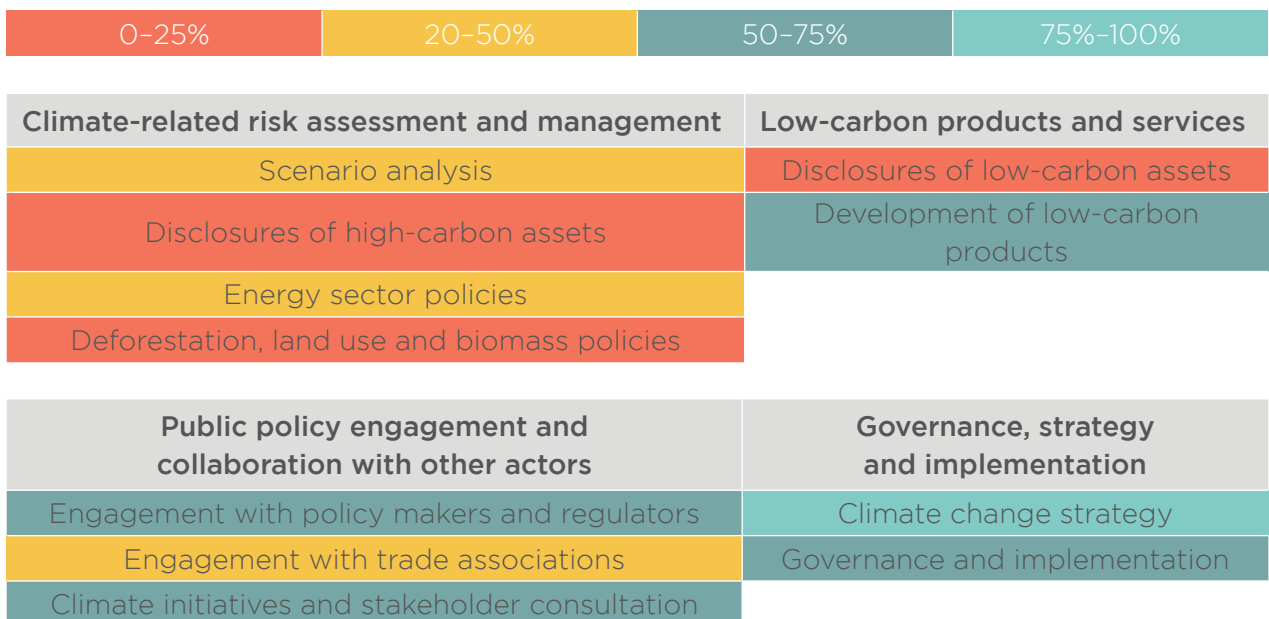 0–25%
20–50%
50–75%
75%–100%
Climate-related risk assessment and management
Low-carbon products and services
Scenario analysis
Disclosures of low-carbon assets
Disclosures of high-carbon assets
Development of low-carbon
products
Energy sector policies
Deforestation, land use and biomass policies
Public policy engagement and
collaboration with other actors
Governance, strategy
and implementation
Engagement with policy makers and regulators
Climate change strategy
Engagement with trade associations
Governance and implementation
Climate initiatives and stakeholder consultation